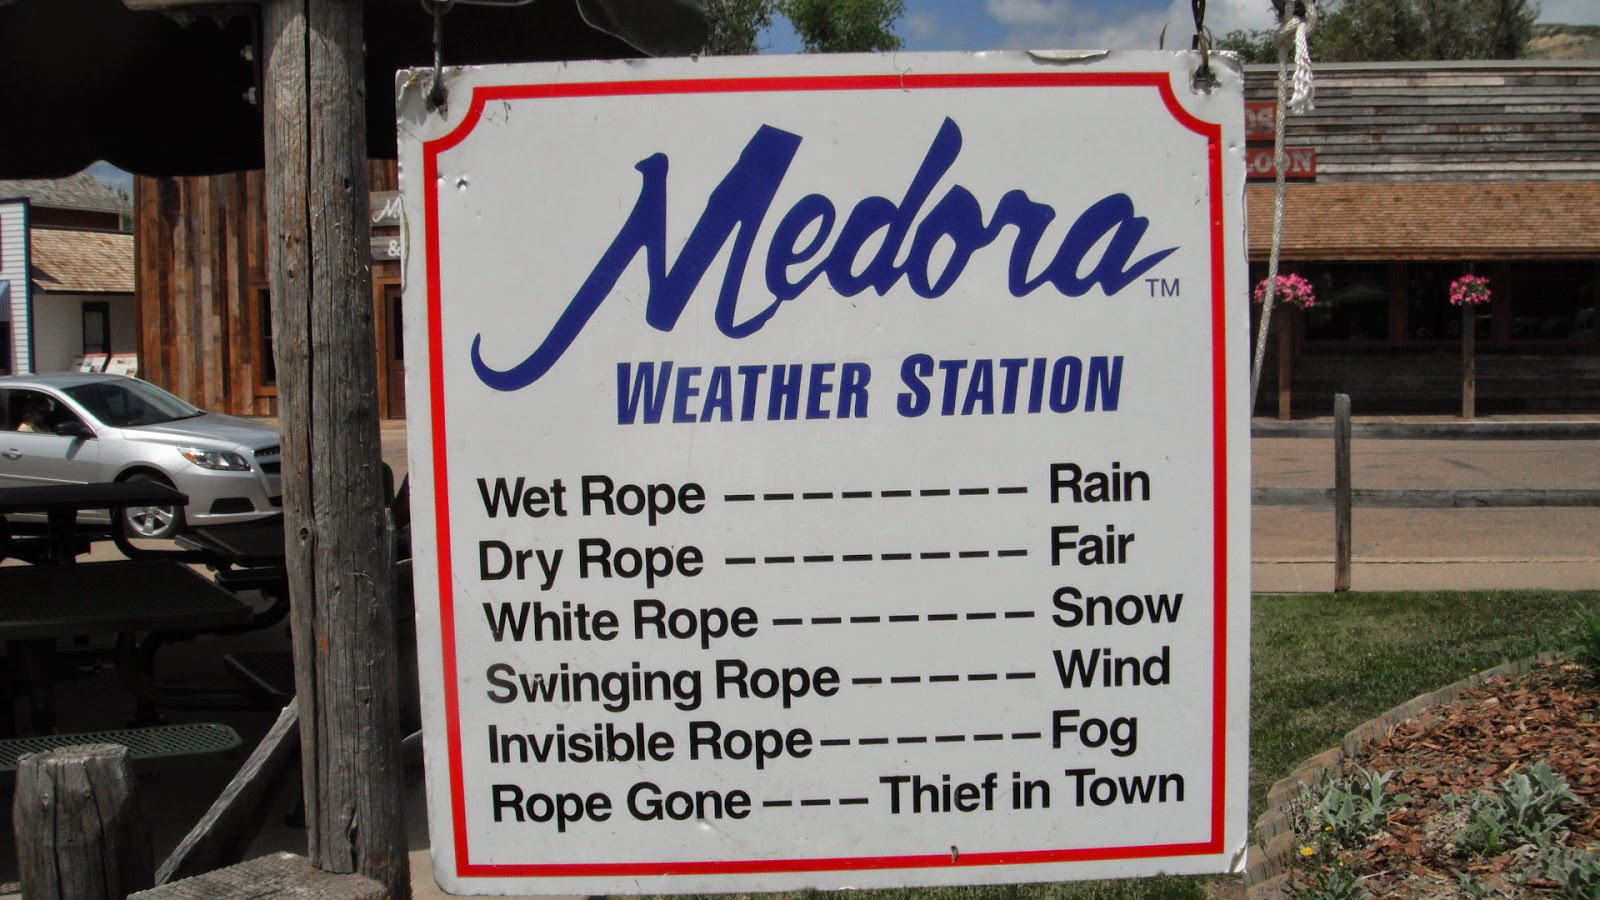 Medora™
WEATHER STATION
Wet Rope --------- Rain
Dry Rope --------- Fair
White Rope -------- Snow
Swinging Rope ----- Wind
Invisible Rope ------ Fog
Rope Gone --- Thief in Town